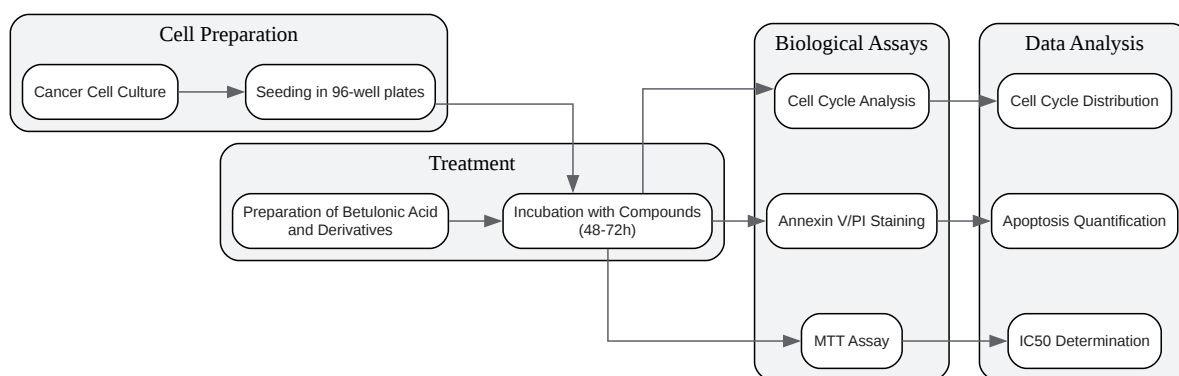 Cell Preparation
Cancer Cell Culture
Seeding in 96-well plates
Treatment
Preparation of Betulonic Acid
and Derivatives
Incubation with Compounds
(48-72h)
Biological Assays
Cell Cycle Analysis
Annexin V/PI Staining
MTT Assay
Data Analysis
Cell Cycle Distribution
Apoptosis Quantification
IC50 Determination